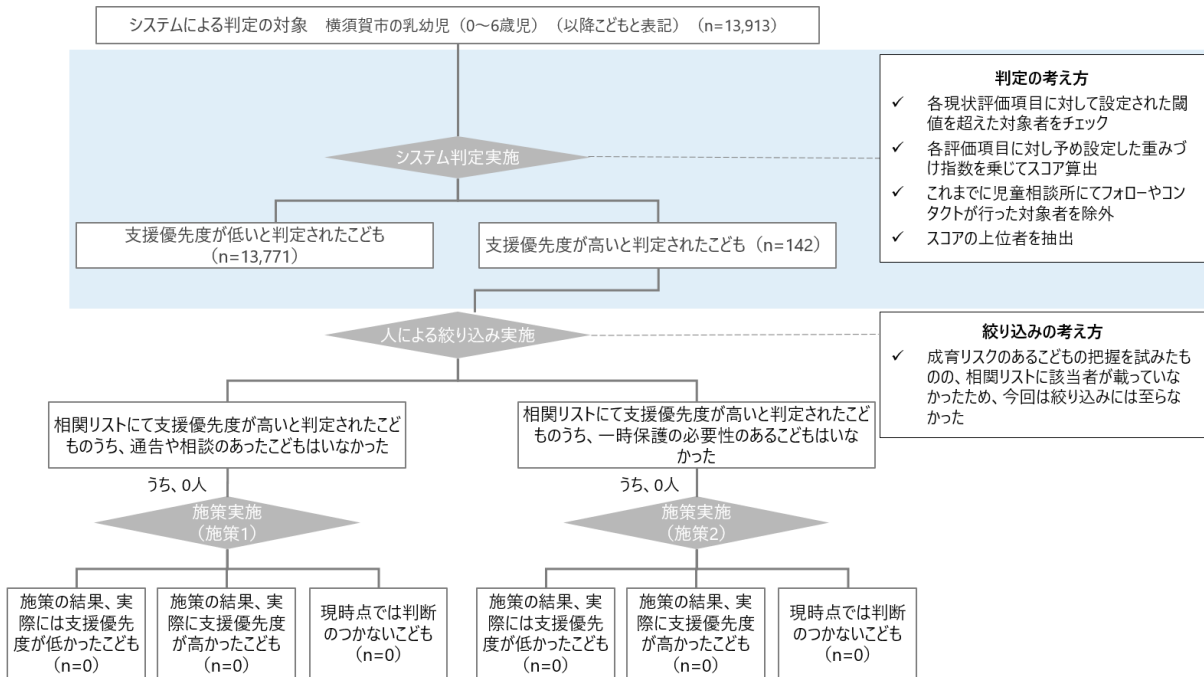 システムによる判定の対象　横須賀市の乳幼児（0～6歳児）（以降こどもと表記）（n=13,913）
判定の考え方
✓ 各現状評価項目に対して設定された閾
値を超えた対象者をチェック
✓ 各評価項目に対し予め設定した重みづ
け指数を乗じてスコア算出
✓ これまでに児童相談所にてフォローやコン
タクトが行った対象者を除外
✓ スコアの上位者を抽出
システム判定実施
支援優先度が低いと判定されたこども
（n=13,771）
支援優先度が高いと判定されたこども（n=142）
人による絞り込み実施
絞り込みの考え方
✓ 成育リスクのあるこどもの把握を試みたも
のの、相関リストに該当者が載っていな
かったため、今回は絞り込みには至らな
かった
相関リストにて支援優先度が高いと判定されたこ
どものうち、通告や相談のあったこどもはいなかった
うち、0人
施策実施
（施策1）
施策の結果、実
際には支援優先
度が低かったこども
（n=0）
施策の結果、実
際に支援優先度
が高かったこども
（n=0）
現時点では判断
のつかないこども
（n=0）
相関リストにて支援優先度が高いと判定されたこ
どものうち、一時保護の必要性のあるこどもはいな
かった
うち、0人
施策実施
（施策2）
施策の結果、実
際には支援優先
度が低かったこども
（n=0）
施策の結果、実
際に支援優先度
が高かったこども
（n=0）
現時点では判断
のつかないこども
（n=0）